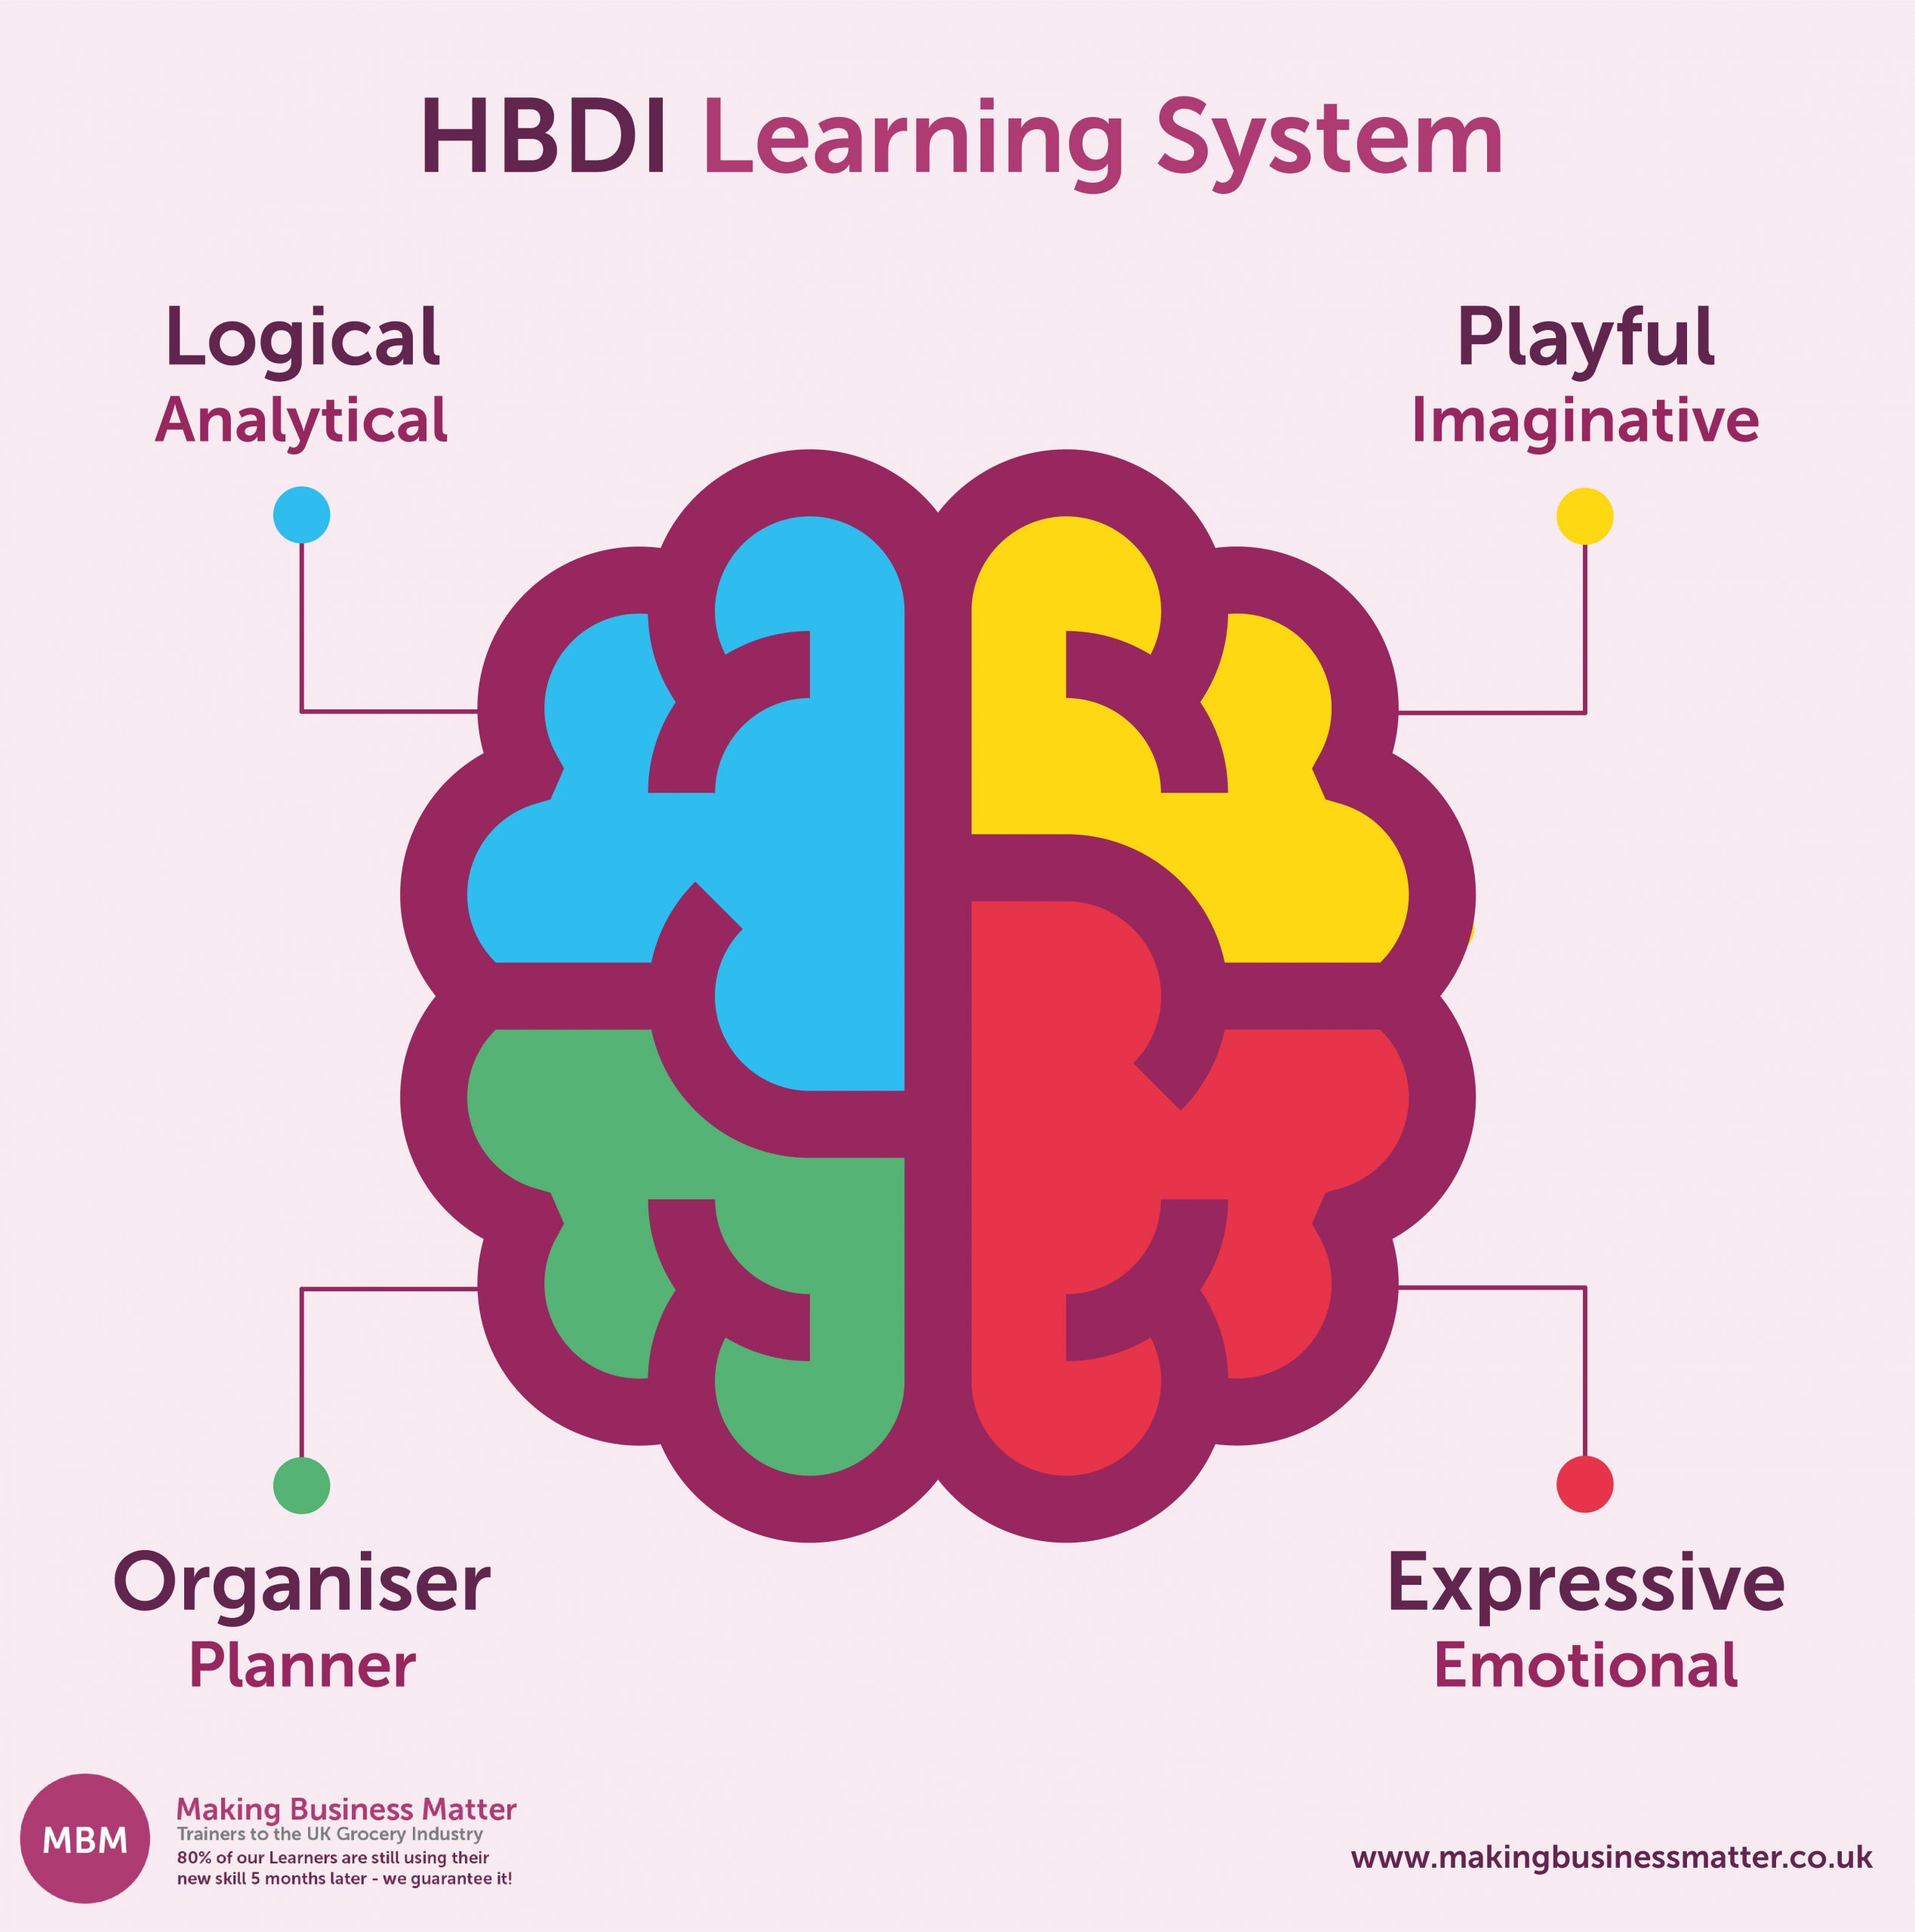 HBDI Learning System
Logical
Analytical
Playful
Imaginative
Organiser
Planner
Expressive
Emotional
MBM
Making Business Matter
Trainers to the UK Grocery Industry
80% of our Learners are still using their
new skill 5 months later - we guarantee it!
www.makingbusinessmatter.co.uk